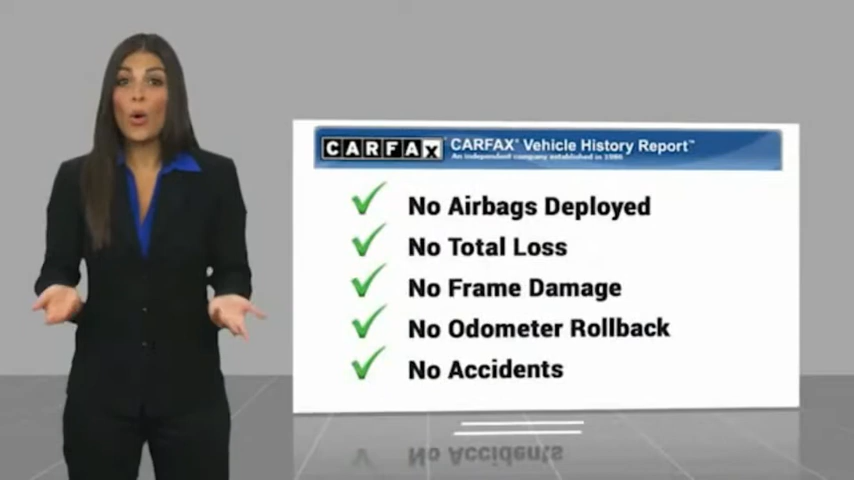 CARFAX CARFAX® Vehicle History Report™
An independent company established in 1986
No Airbags Deployed
No Total Loss
No Frame Damage
No Odometer Rollback
No Accidents
No Accidents